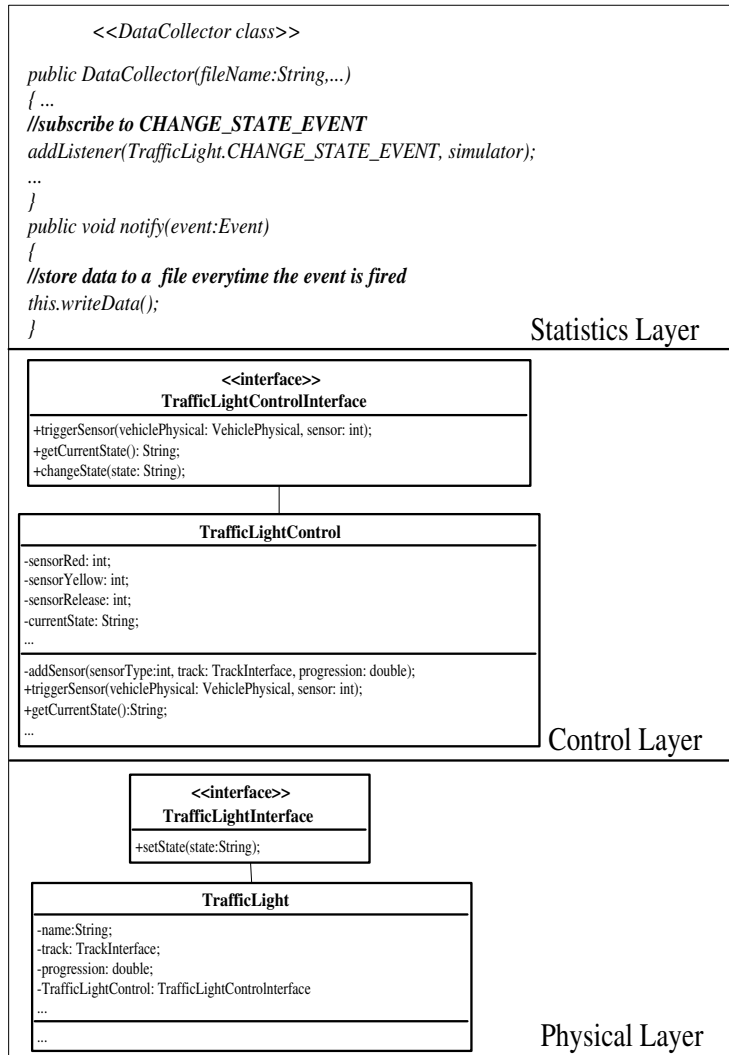 <<DataCollector class>>
public DataCollector(fileName:String,...)
{ ...
//subscribe to CHANGE_STATE_EVENT
addListener(TrafficLight.CHANGE_STATE_EVENT, simulator);
...
}
public void notify(event:Event)
{
//store data to a file everytime the event is fired
this.writeData();
}
Statistics Layer
<<interface>>
TrafficLightControlInterface
+triggerSensor(vehiclePhysical: VehiclePhysical, sensor: int);
+getCurrentState(): String;
+changeState(state: String);
TrafficLightControl
-sensorRed: int;
-sensorYellow: int;
-sensorRelease: int;
-currentState: String;
...
-addSensor(sensorType:int, track: TrackInterface, progression: double);
+triggerSensor(vehiclePhysical: VehiclePhysical, sensor: int);
+getCurrentState():String;
...
Control Layer
<<interface>>
TrafficLightInterface
+setState(state:String);
TrafficLight
-name:String;
-track: TrackInterface;
-progression: double;
-TrafficLightControl: TrafficLightControlnterface
...
...
Physical Layer